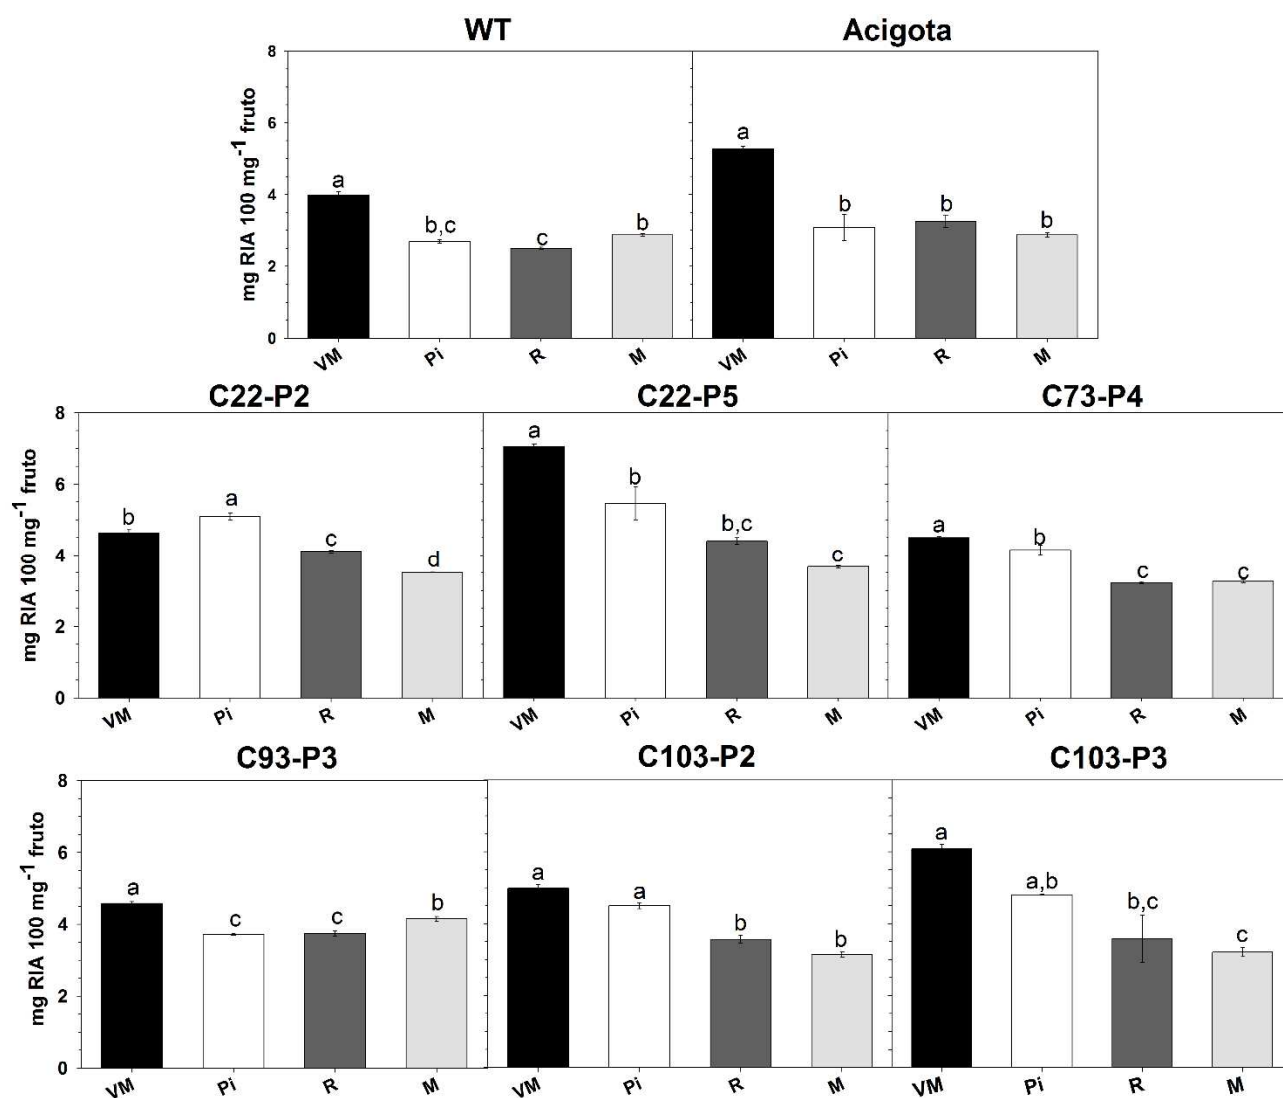 WT Acigota
mg RIA 100 mg⁻¹ fruto
8
6
4
2
0
a b,c c b
a b b b
VM Pi R M VM Pi R M
C22-P2 C22-P5 C73-P4
mg RIA 100 mg⁻¹ fruto
8
6
4
2
0
b a c d
a b b,c c
a b c c
VM Pi R M VM Pi R M VM Pi R M
C93-P3 C103-P2 C103-P3
mg RIA 100 mg⁻¹ fruto
8
6
4
2
0
a c c b
a a b b
a a,b b,c c
VM Pi R M VM Pi R M VM Pi R M